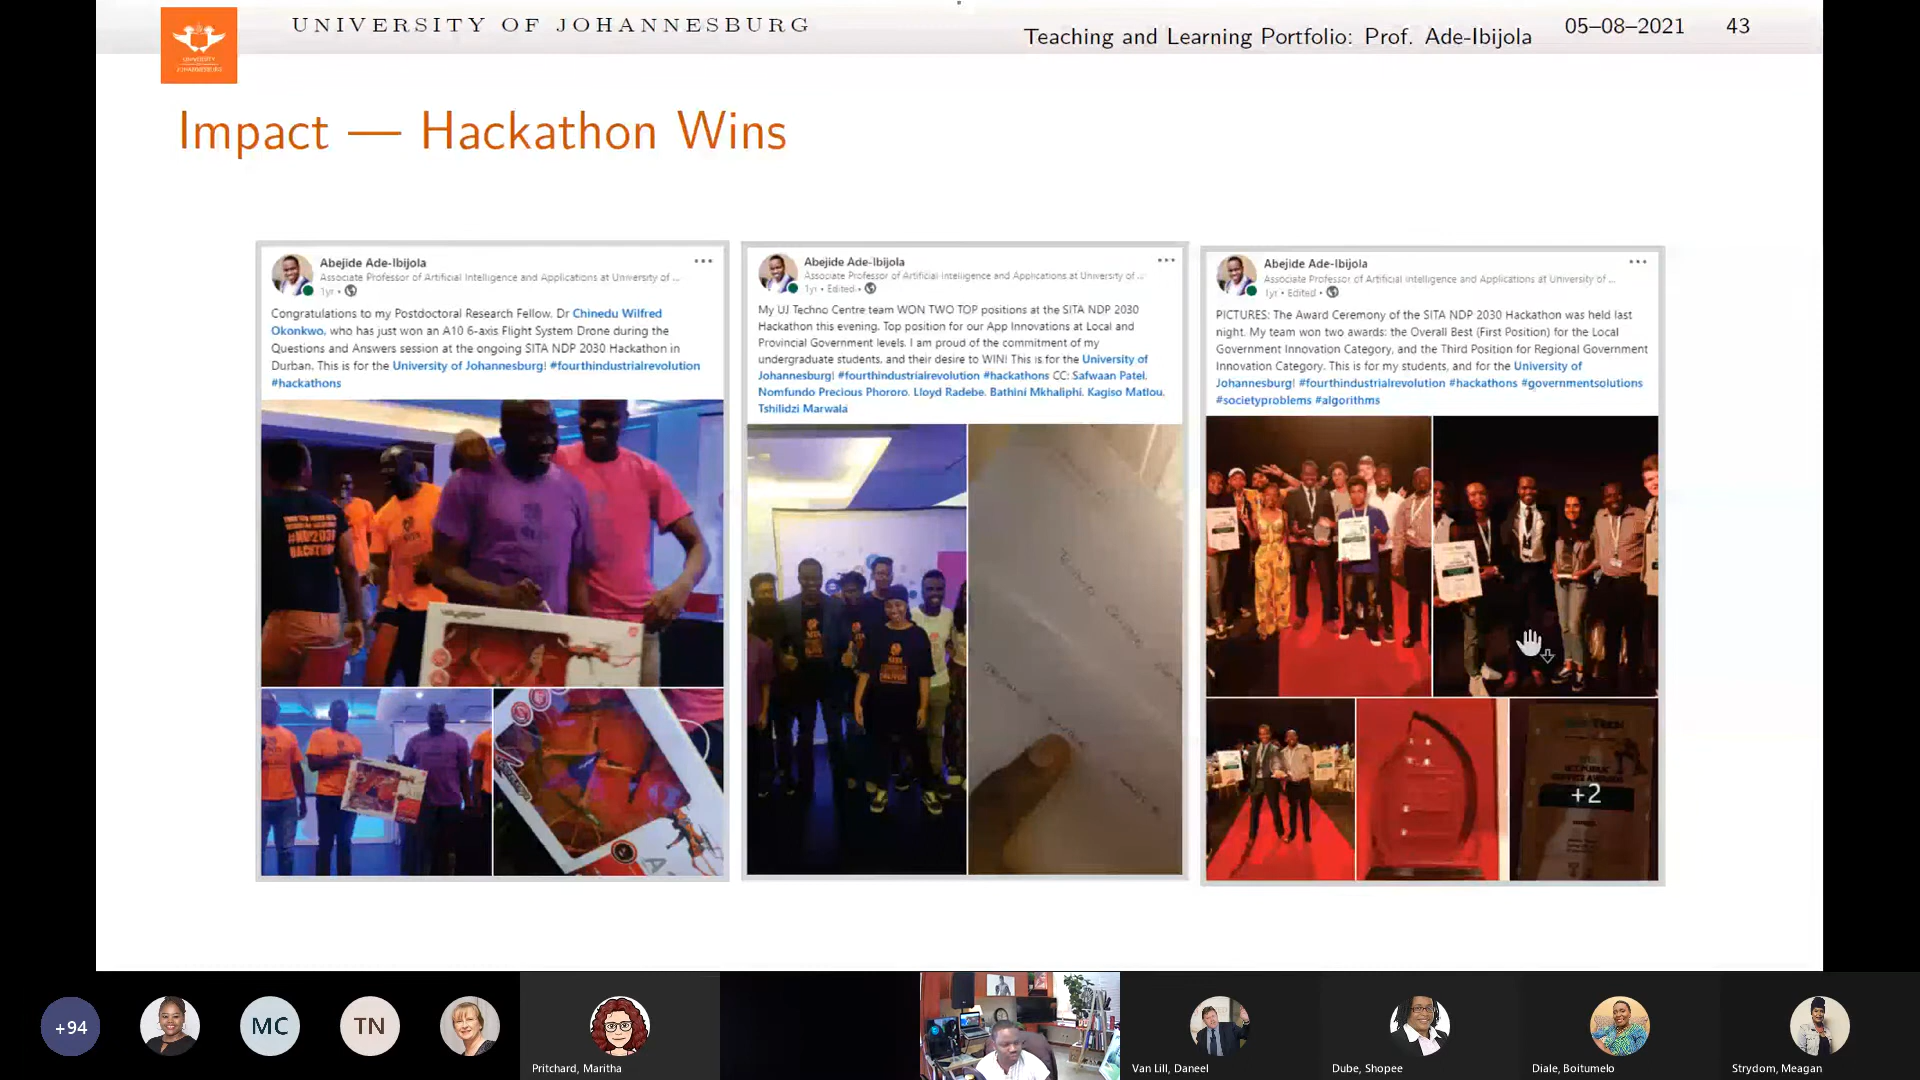 UNIVERSITY OF JOHANNESBURG
Teaching and Learning Portfolio: Prof. Ade-Ibijola
05–08–2021 43
UNIVERSITY
JOHANNESBURG
Impact — Hackathon Wins
Abejide Ade-Ibijola
Associate Professor of Artificial Intelligence and Applications at University of ...
1yr •
Congratulations to my Postdoctoral Research Fellow, Dr Chinedu Wilfred
Okonkwo, who has just won an A10 6-axis Flight System Drone during the
Questions and Answers session at the ongoing SITA NDP 2030 Hackathon in
Durban. This is for the University of Johannesburg! #fourthindustrialrevolution
#hackathons
Abejide Ade-Ibijola
Associate Professor of Artificial Intelligence and Applications at University of ...
1yr • Edited •
My UJ Techno Centre team WON TWO TOP positions at the SITA NDP 2030
Hackathon this evening. Top position for our App Innovations at Local and
Provincial Government levels. I am proud of the commitment of my
undergraduate students, and their desire to WIN! This is for the University of
Johannesburg! #fourthindustrialrevolution #hackathons CC: Safwaan Patel,
Nomfundo Precious Phororo, Lloyd Radebe, Bathini Mkhaliphi, Kagiso Matlou,
Tshilidzi Marwala
Abejide Ade-Ibijola
Associate Professor of Artificial Intelligence and Applications at University of ...
1yr • Edited •
PICTURES: The Award Ceremony of the SITA NDP 2030 Hackathon was held last
night. My team won two awards: the Overall Best (First Position) for the Local
Government Innovation Category, and the Third Position for Regional Government
Innovation Category. This is for my students, and for the University of
Johannesburg! #fourthindustrialrevolution #hackathons #governmentsolutions
#societyproblems #algorithms
HACKATHON
SITA
+2
+94
MC
TN
Pritchard, Maritha
Van Lill, Daneel
Dube, Shopee
Diale, Boitumelo
Strydom, Meagan